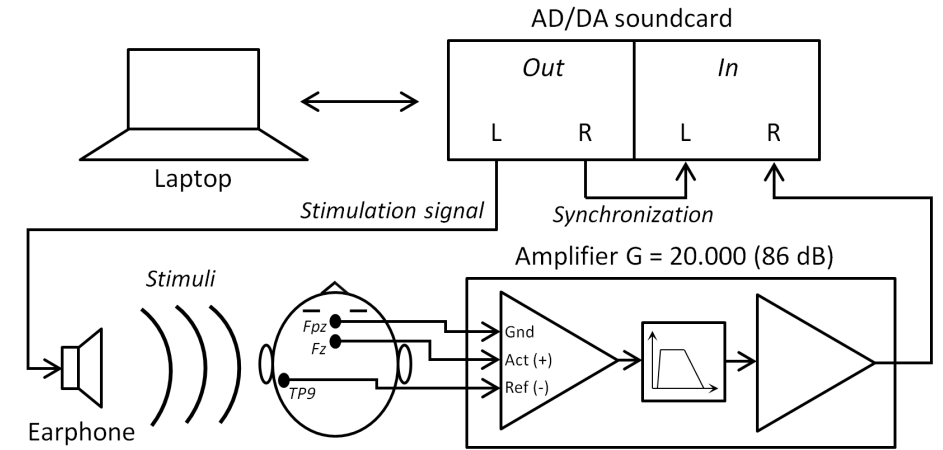 AD/DA soundcard
Out
In
L
R
L
R
Laptop
Stimulation signal
Synchronization
Amplifier G = 20.000 (86 dB)
Stimuli
Fpz
Fz
TP9
Gnd
Act (+)
Ref (-)
Earphone